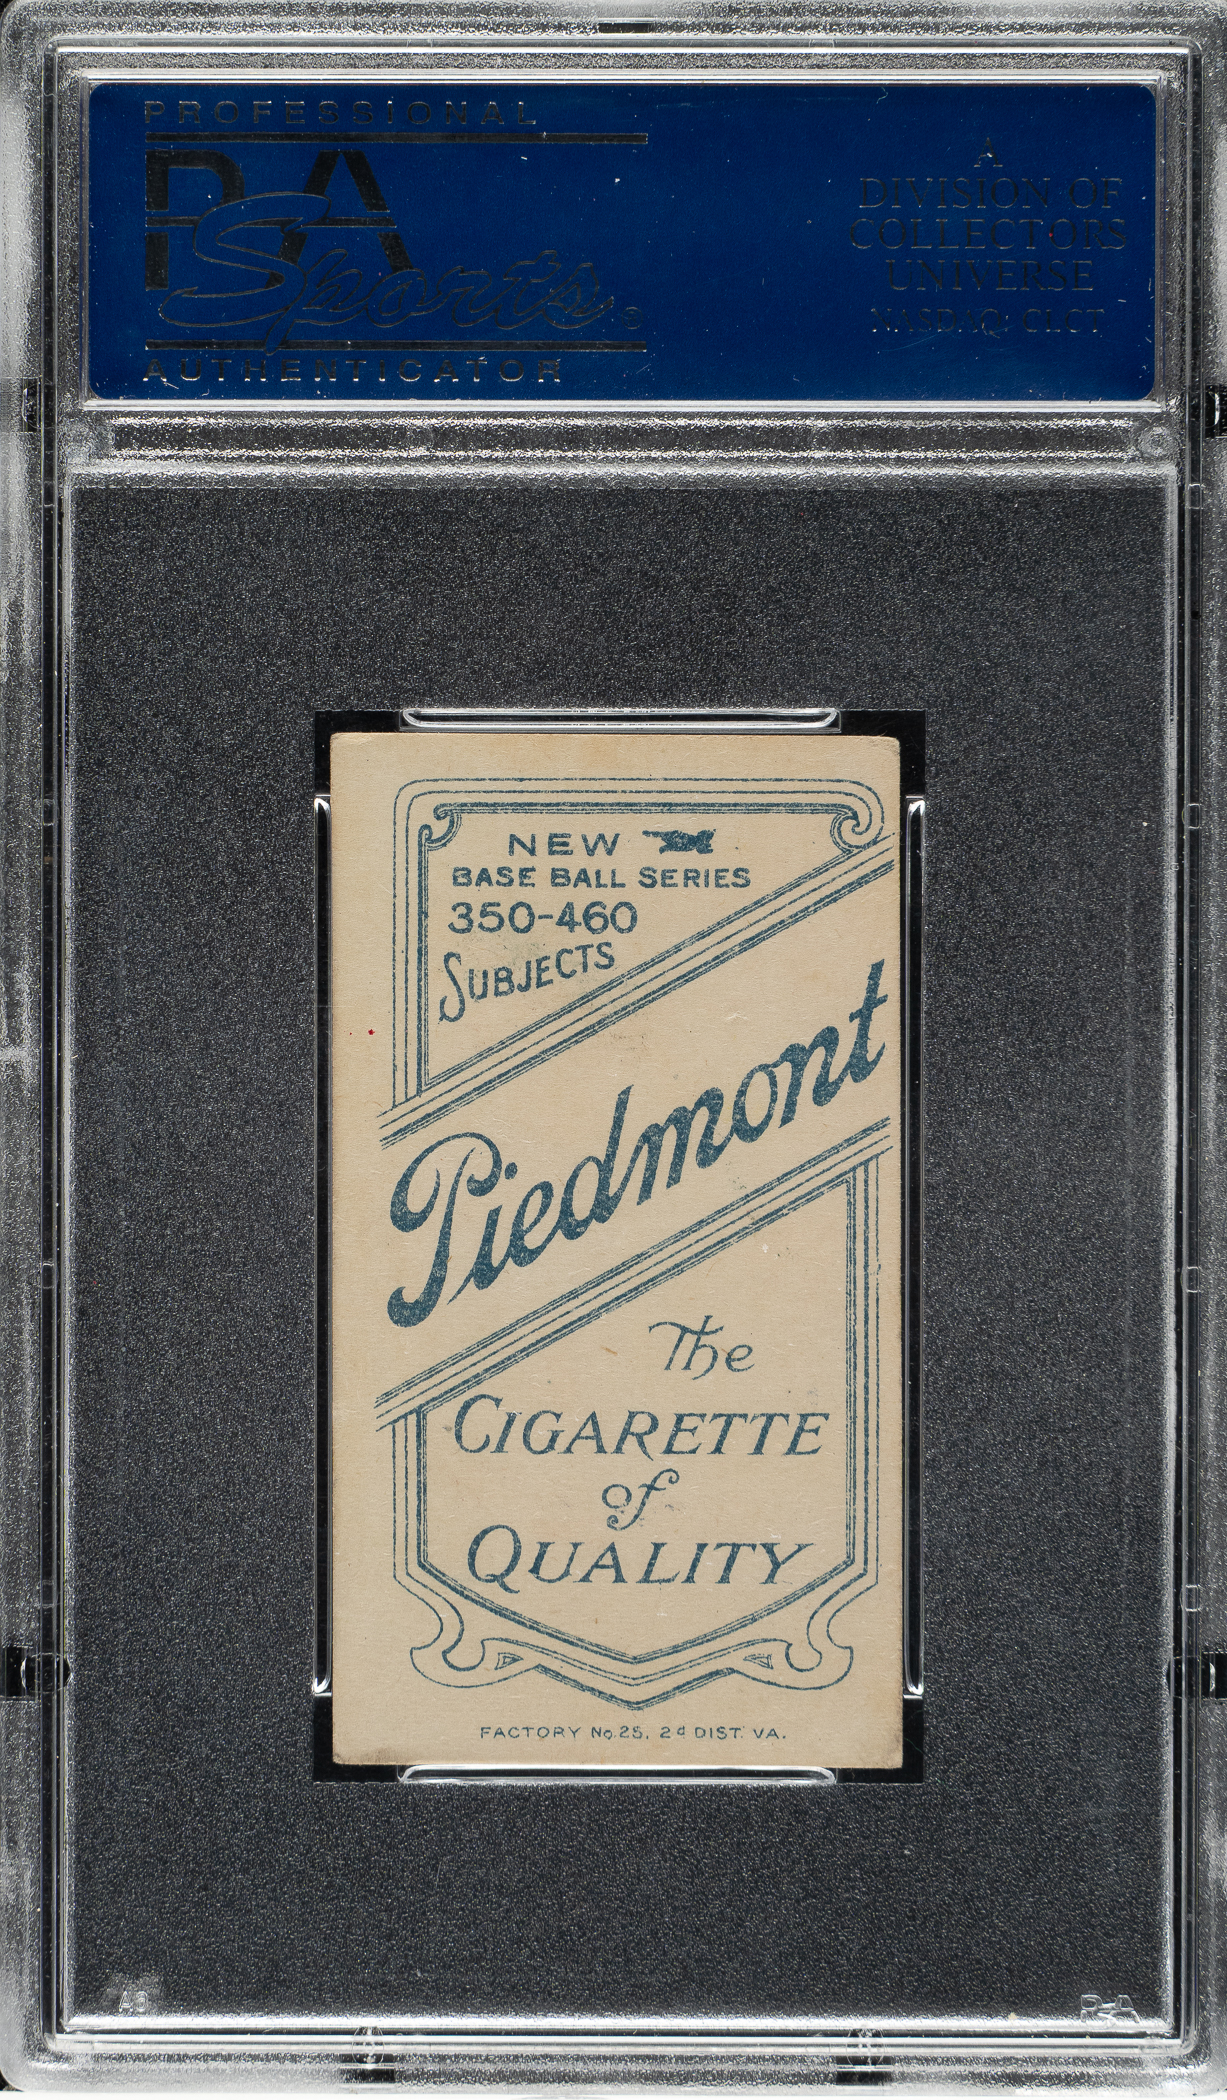 PROFESSIONAL
PSA
Sports®
AUTHENTICATOR
A
DIVISION OF
COLLECTORS
UNIVERSE
NASDAQ: CLCT
NEW
BASE BALL SERIES
350-460
SUBJECTS
Piedmont
The
CIGARETTE
of
QUALITY
FACTORY No. 25, 2d DIST. VA.
PSA